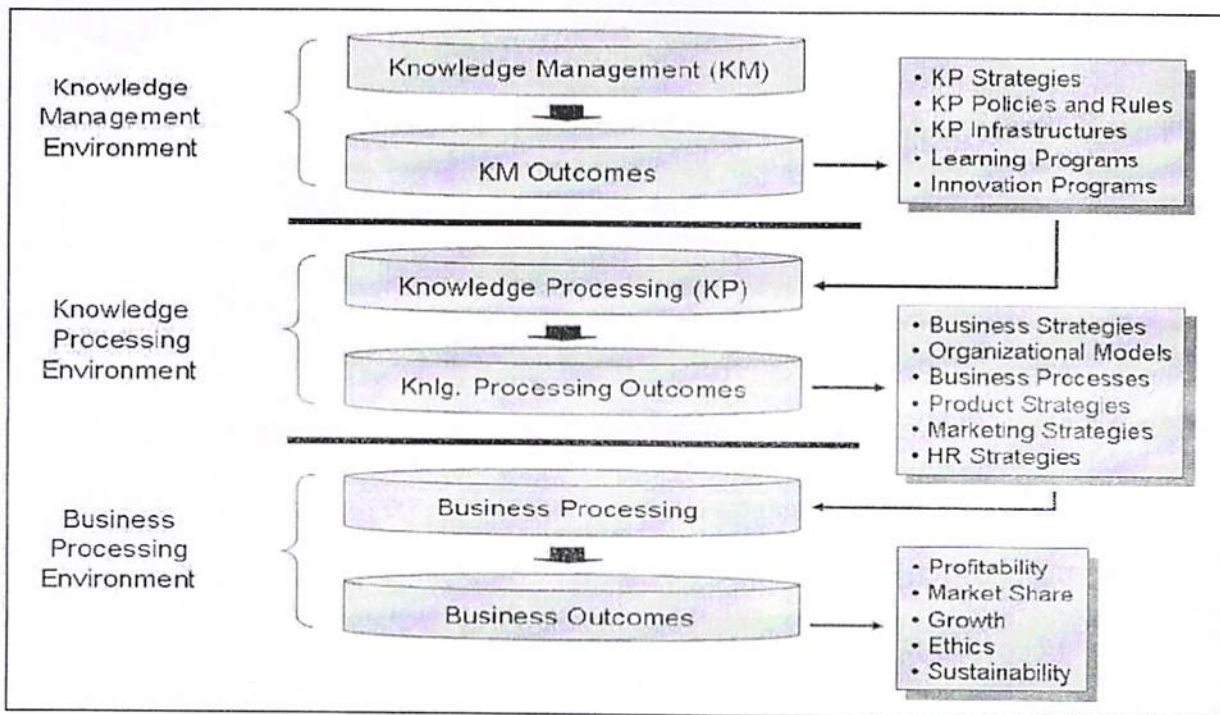 Knowledge
Management
Environment
Knowledge Management (KM)
KM Outcomes
• KP Strategies
• KP Policies and Rules
• KP Infrastructures
• Learning Programs
• Innovation Programs
Knowledge
Processing
Environment
Knowledge Processing (KP)
Knlg. Processing Outcomes
• Business Strategies
• Organizational Models
• Business Processes
• Product Strategies
• Marketing Strategies
• HR Strategies
Business
Processing
Environment
Business Processing
Business Outcomes
• Profitability
• Market Share
• Growth
• Ethics
• Sustainability